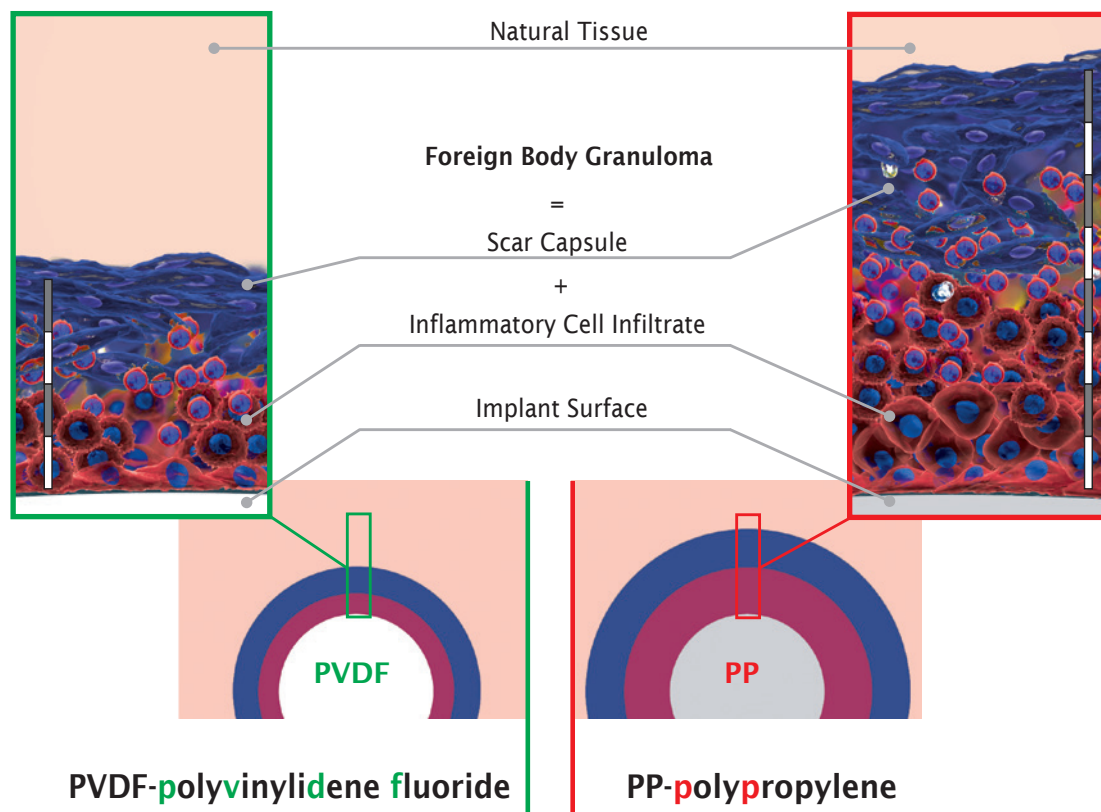 Natural Tissue
Foreign Body Granuloma
=
Scar Capsule
+
Inflammatory Cell Infiltrate
Implant Surface
PVDF
PP
PVDF-polyvinylidene fluoride
PP-polypropylene